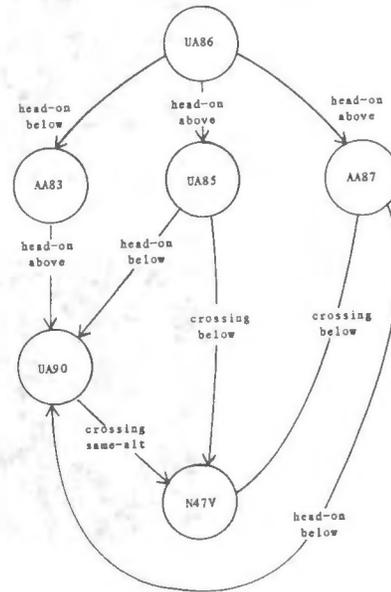 UA86
head-on
below
head-on
above
head-on
above
AA83
UA85
AA87
head-on
above
head-on
below
crossing
below
crossing
below
UA90
crossing
same-alt
N47V
head-on
below